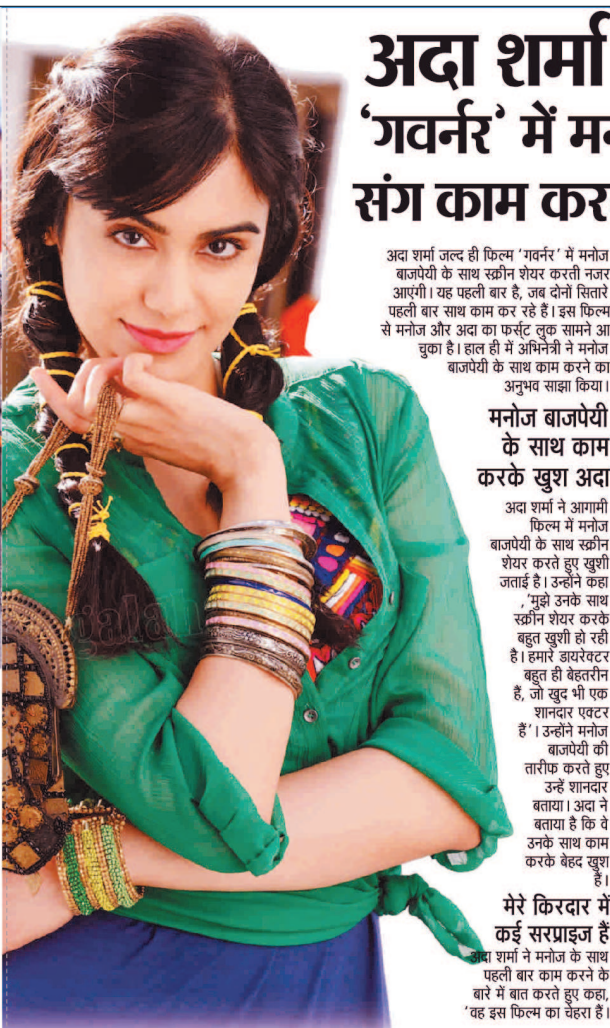 अदा शर्मा
'गवर्नर' में
संग काम कर
अदा शर्मा जल्द ही फिल्म 'गवर्नर' में मनोज
बाजपेयी के साथ स्क्रीन शेयर करती नजर
आएंगी। यह पहली बार है, जब दोनों सितारे
पहली बार साथ काम कर रहे हैं। इस फिल्म
से मनोज और अदा का फर्स्ट लुक सामने आ
चुका है। हाल ही में अभिनेत्री ने मनोज
बाजपेयी के साथ काम करने का
अनुभव साझा किया।
मनोज बाजपेयी
के साथ काम
करके खुश अदा
अदा शर्मा ने आगामी
फिल्म में मनोज
बाजपेयी के साथ स्क्रीन
शेयर करते हुए खुशी
जताई है। उन्होंने कहा
, 'मुझे उनके साथ
स्क्रीन शेयर करके
बहुत खुशी हो रही
है। हमारे डायरेक्टर
बहुत ही बेहतरीन
हैं, जो खुद भी एक
शानदार एक्टर
हैं'। उन्होंने मनोज
बाजपेयी की
तारीफ करते हुए
उन्हें शानदार
बताया। अदा ने
बताया है कि वे
उनके साथ काम
करके बेहद खुश
हैं।
मेरे किरदार में
कई सरप्राइज हैं
अदा शर्मा ने मनोज के साथ
पहली बार काम करने के
बारे में बात करते हुए कहा,
'वह इस फिल्म का चेहरा हैं।